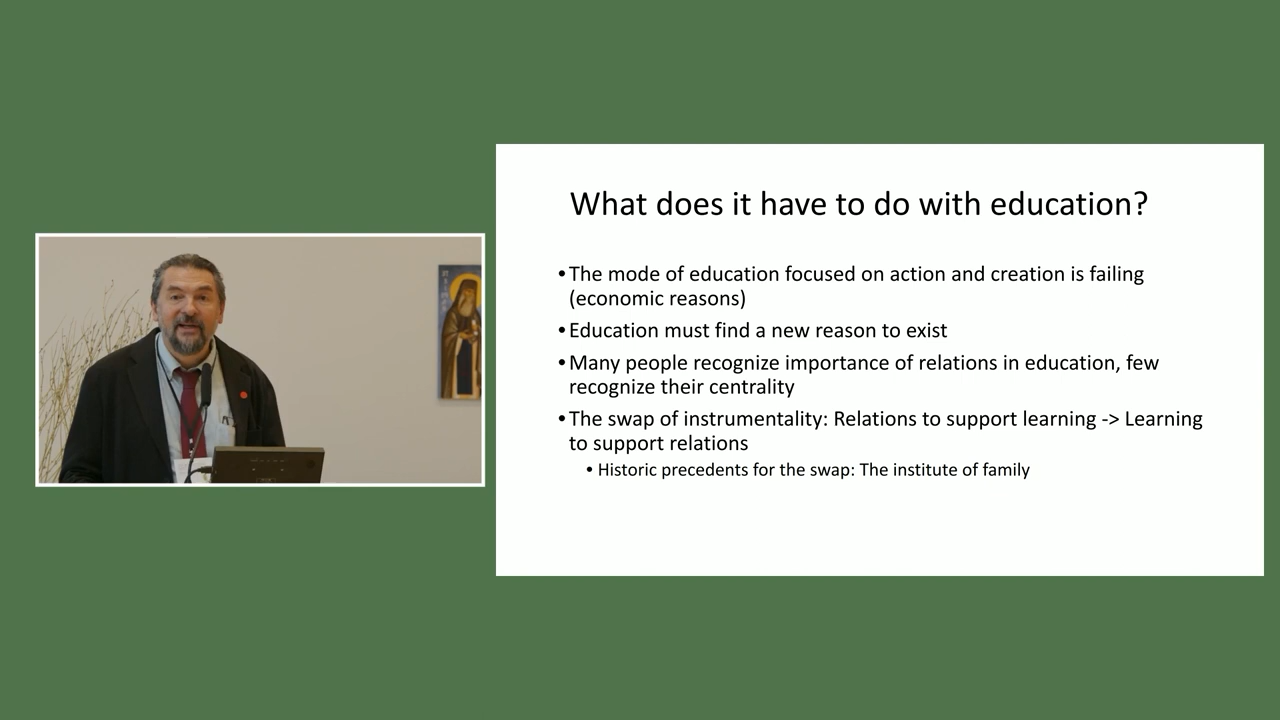 What does it have to do with education?
•The mode of education focused on action and creation is failing
(economic reasons)
•Education must find a new reason to exist
•Many people recognize importance of relations in education, few
recognize their centrality
•The swap of instrumentality: Relations to support learning -> Learning
to support relations
• Historic precedents for the swap: The institute of family